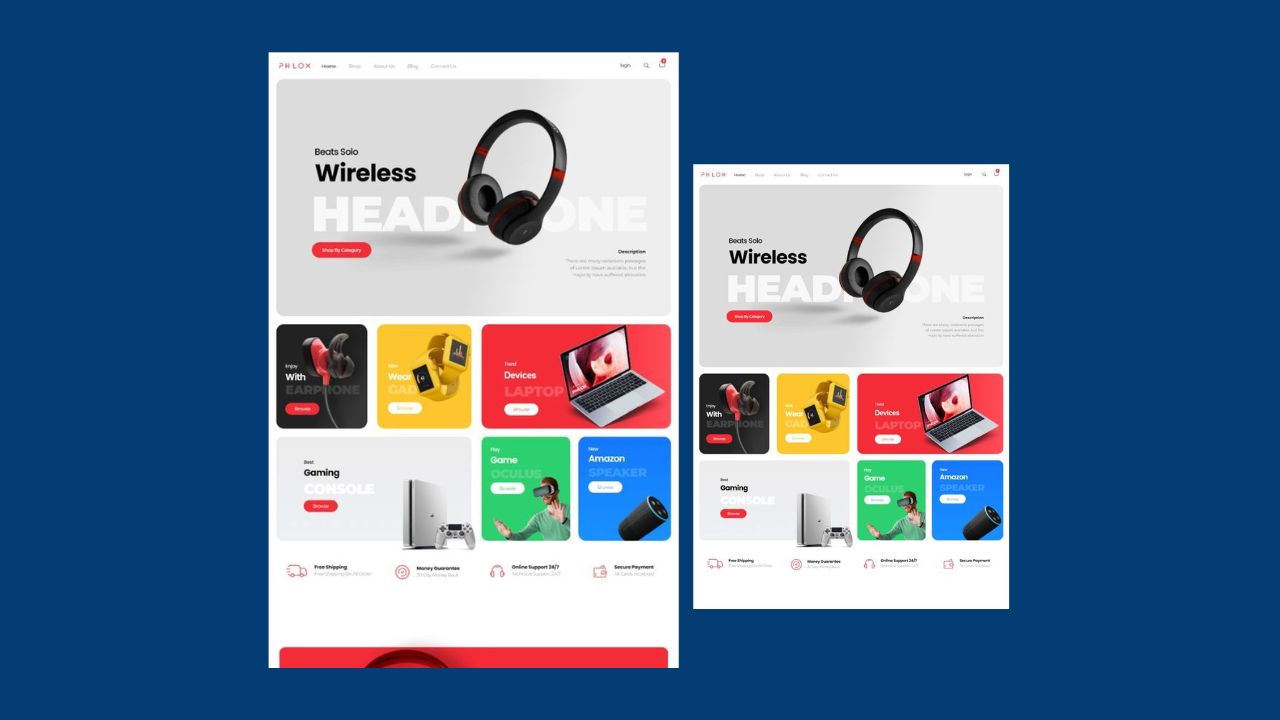 PHLOX Home Shop About Us Blog Contact Us login
Beats Solo
Wireless
HEADPHONE
Shop By Category
Description
There are many variations passages
of Lorem Ipsum available, but the
majority have suffered alteration
Enjoy
With
EARPHONE
Browse
New
Wear
GAD
Browse
Trend
Devices
LAPTOP
Browse
Best
Gaming
CONSOLE
Browse
Play
Game
OCULUS
Browse
New
Amazon
SPEAKER
Browse
Free Shipping
Free Shipping On All Order
Money Guarantee
30 Day Money Back
Online Support 24/7
Technical Support 24/7
Secure Payment
All Cards Accepted
PHLOX Home Shop About Us Blog Contact Us login
Beats Solo
Wireless
HEADPHONE
Shop By Category
Description
There are many variations passages
of Lorem Ipsum available, but the
majority have suffered alteration
Enjoy
With
EARPHONE
Browse
New
Wear
GAD
Browse
Trend
Devices
LAPTOP
Browse
Best
Gaming
CONSOLE
Browse
Play
Game
OCULUS
Browse
New
Amazon
SPEAKER
Browse
Free Shipping
Free Shipping On All Order
Money Guarantee
30 Day Money Back
Online Support 24/7
Technical Support 24/7
Secure Payment
All Cards Accepted